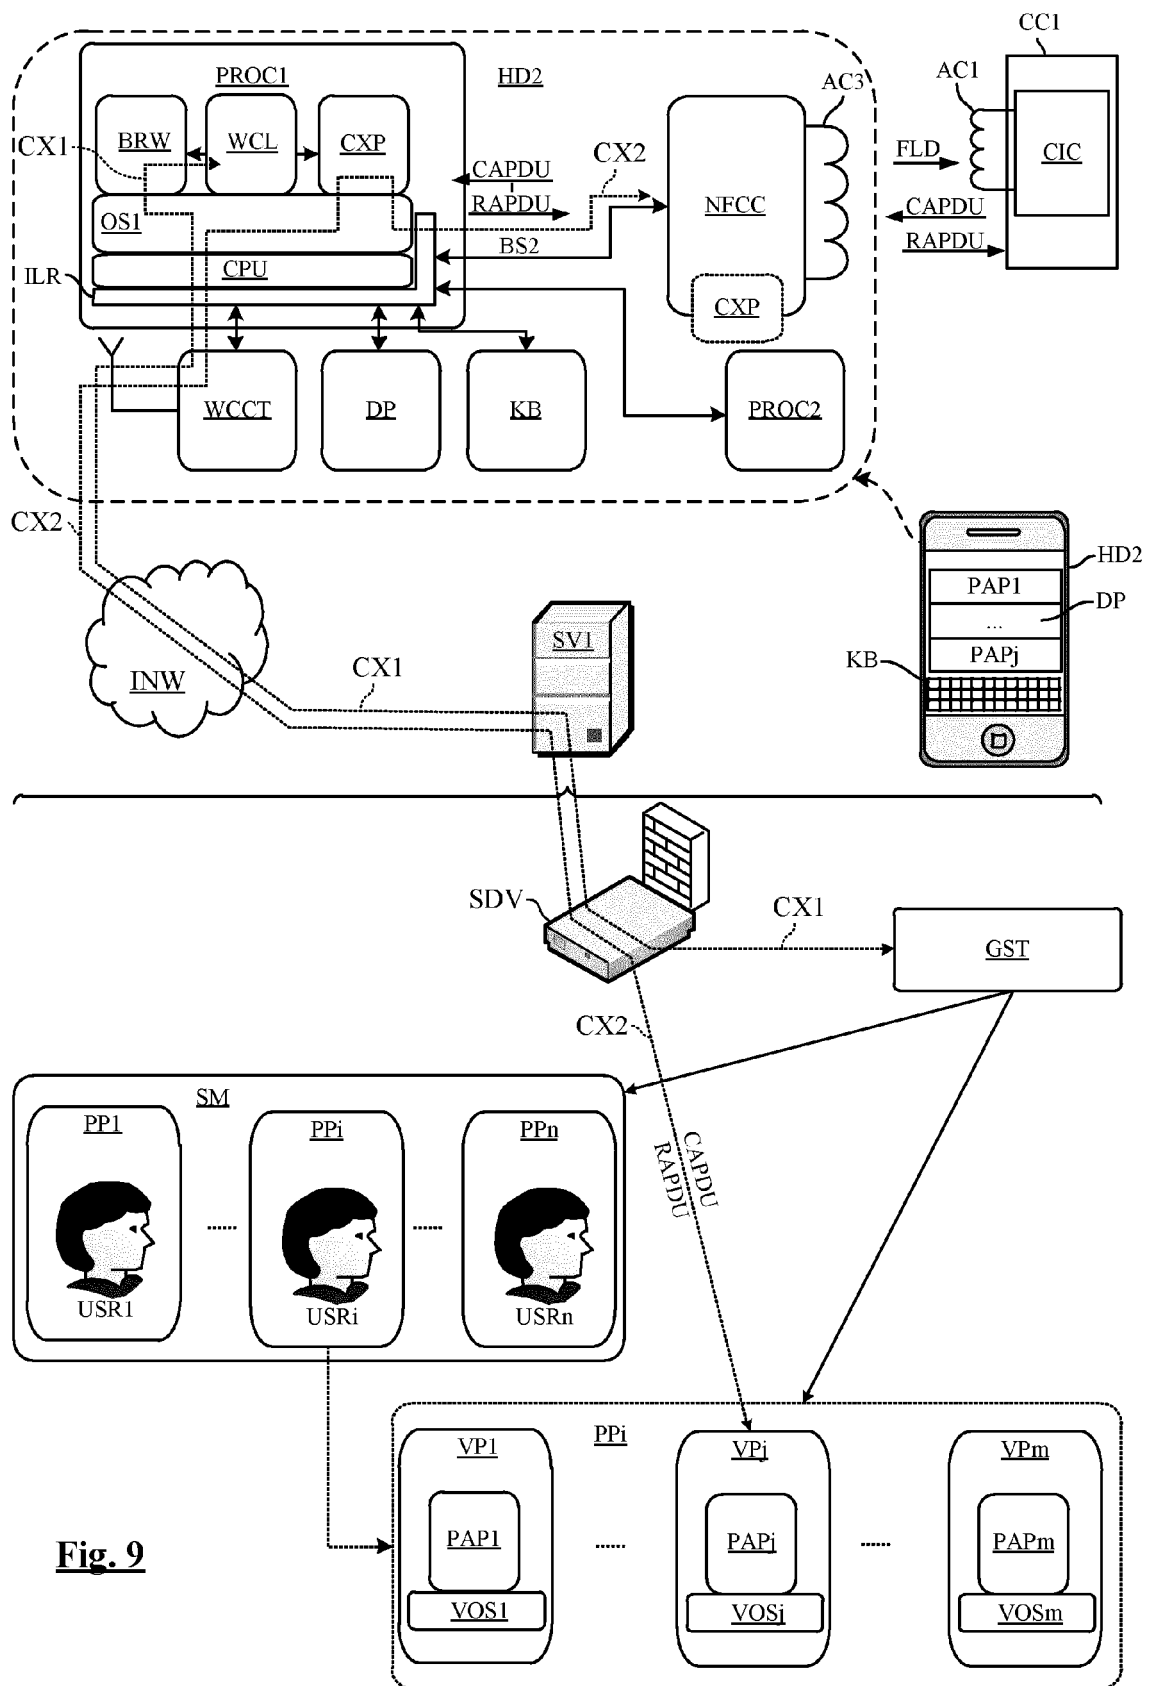 CC1
PROC1
HD2
AC3
AC1
BRW
WCL
CXP
CX1
CX2
CAPDU
RAPDU
FLD
CIC
NFCC
CAPDU
RAPDU
OS1
BS2
CPU
ILR
CXP
WCCT
DP
KB
PROC2
CX2
HD2
PAP1
DP
...
PAPj
KB
SV1
INW
CX1
SDV
CX1
GST
CX2
SM
PP1
PPi
PPn
CAPDU
RAPDU
......
......
USR1
USRi
USRn
VP1
PPi
VPj
VPm
PAP1
......
PAPj
......
PAPm
Fig. 9
VOS1
VOSj
VOSm